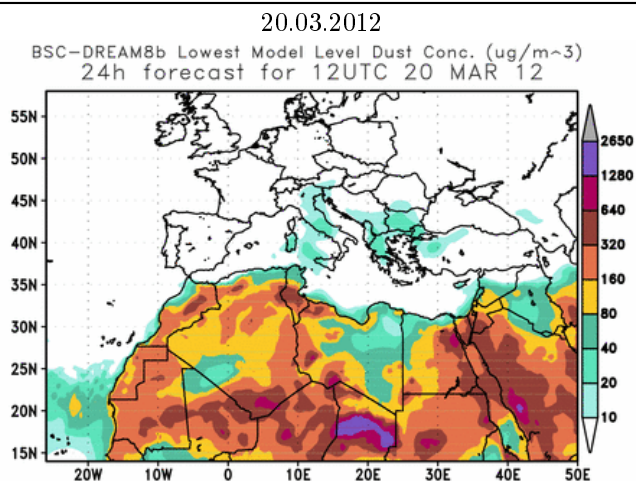 20.03.2012
BSC-DREAM8b Lowest Model Level Dust Conc. (ug/m^3)
24h forecast for 12UTC 20 MAR 12
55N
50N
45N
40N
35N
30N
25N
20N
15N
20W 10W 0 10E 20E 30E 40E 50E
2650
1280
640
320
160
80
40
20
10